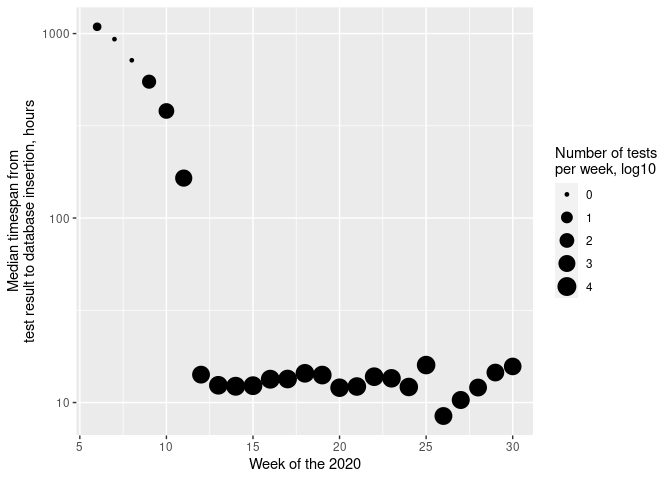 1000
100
10
5
10
15
20
25
30
Week of the 2020
Median timespan from
test result to database insertion, hours
Number of tests
per week, log10
0
1
2
3
4